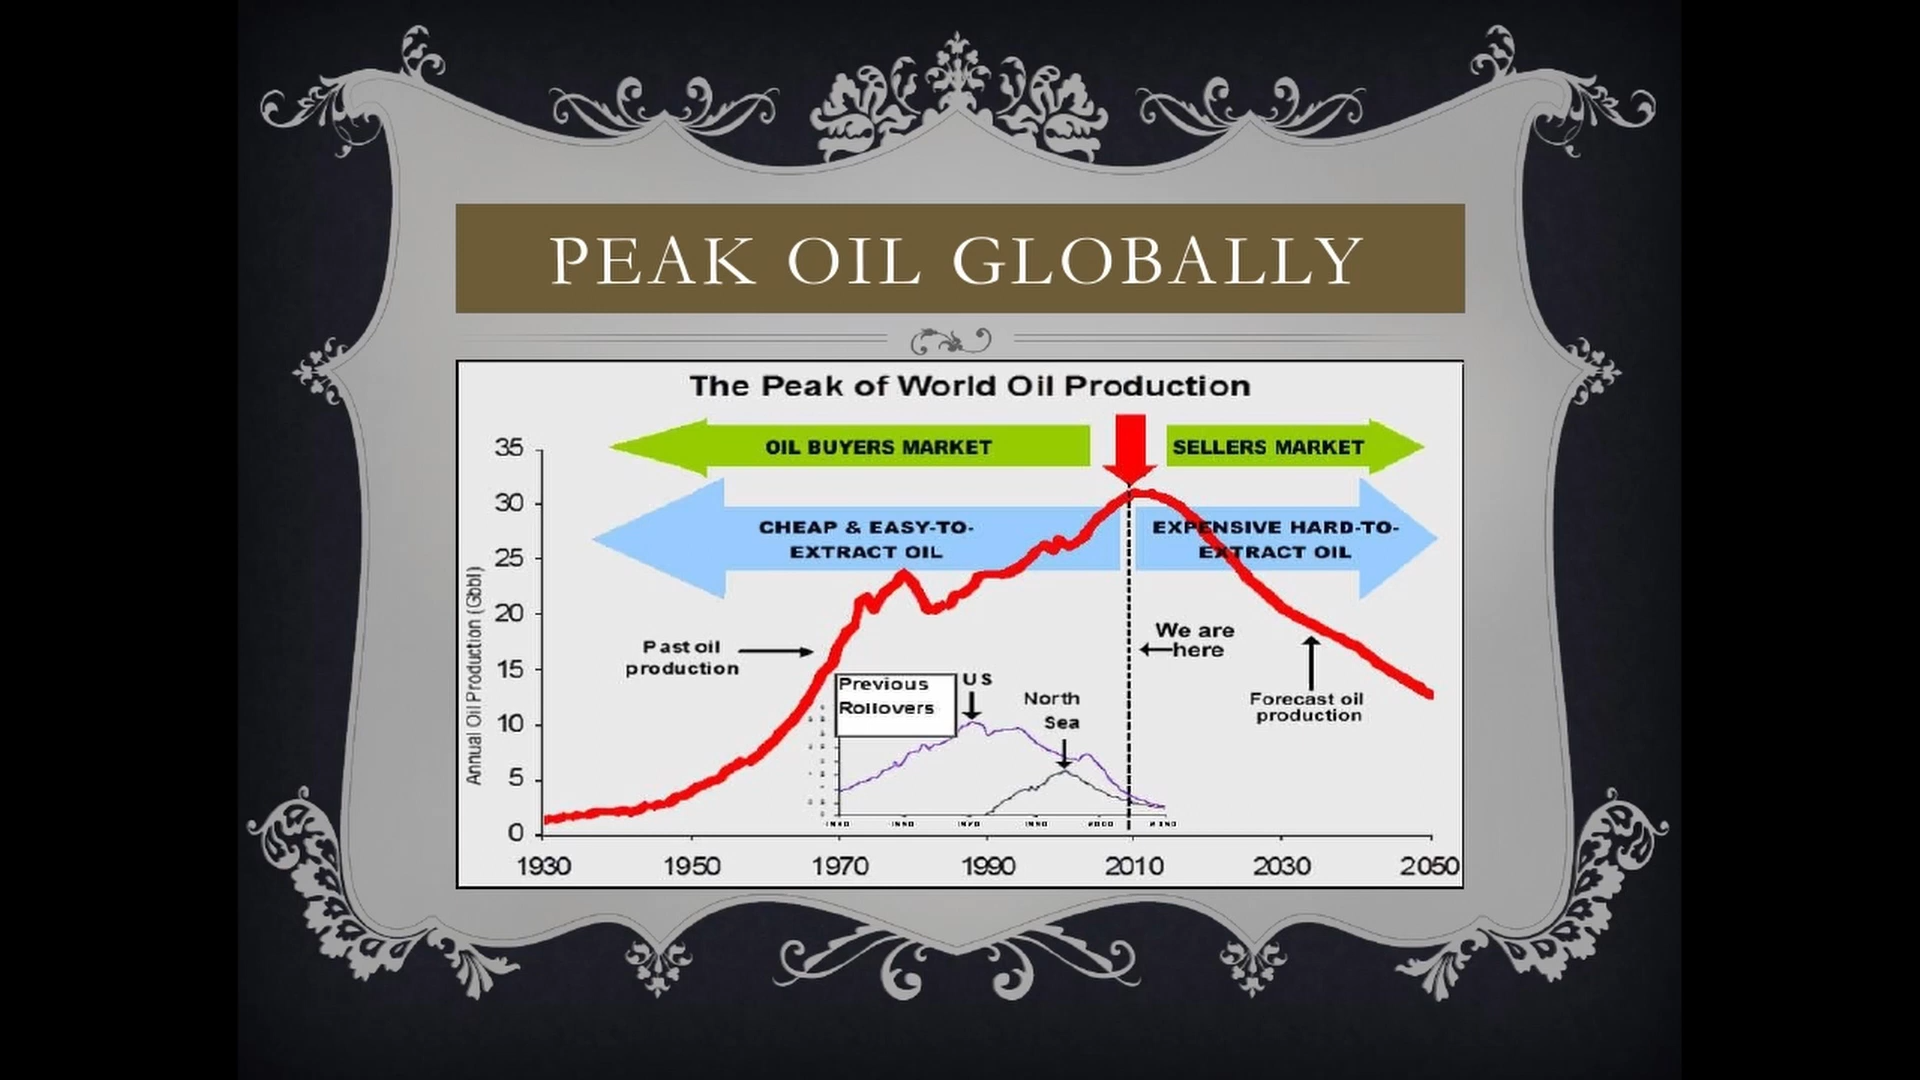 PEAK OIL GLOBALLY
The Peak of World Oil Production
OIL BUYERS MARKET
SELLERS MARKET
CHEAP & EASY-TO-
EXTRACT OIL
EXPENSIVE HARD-TO-
EXTRACT OIL
Annual Oil Production (Gbbl)
35
30
25
20
15
10
5
0
Past oil
production
We are
here
Forecast oil
production
Previous
Rollovers
US
North
Sea
1930 1950 1970 1990 2010 2030 2050